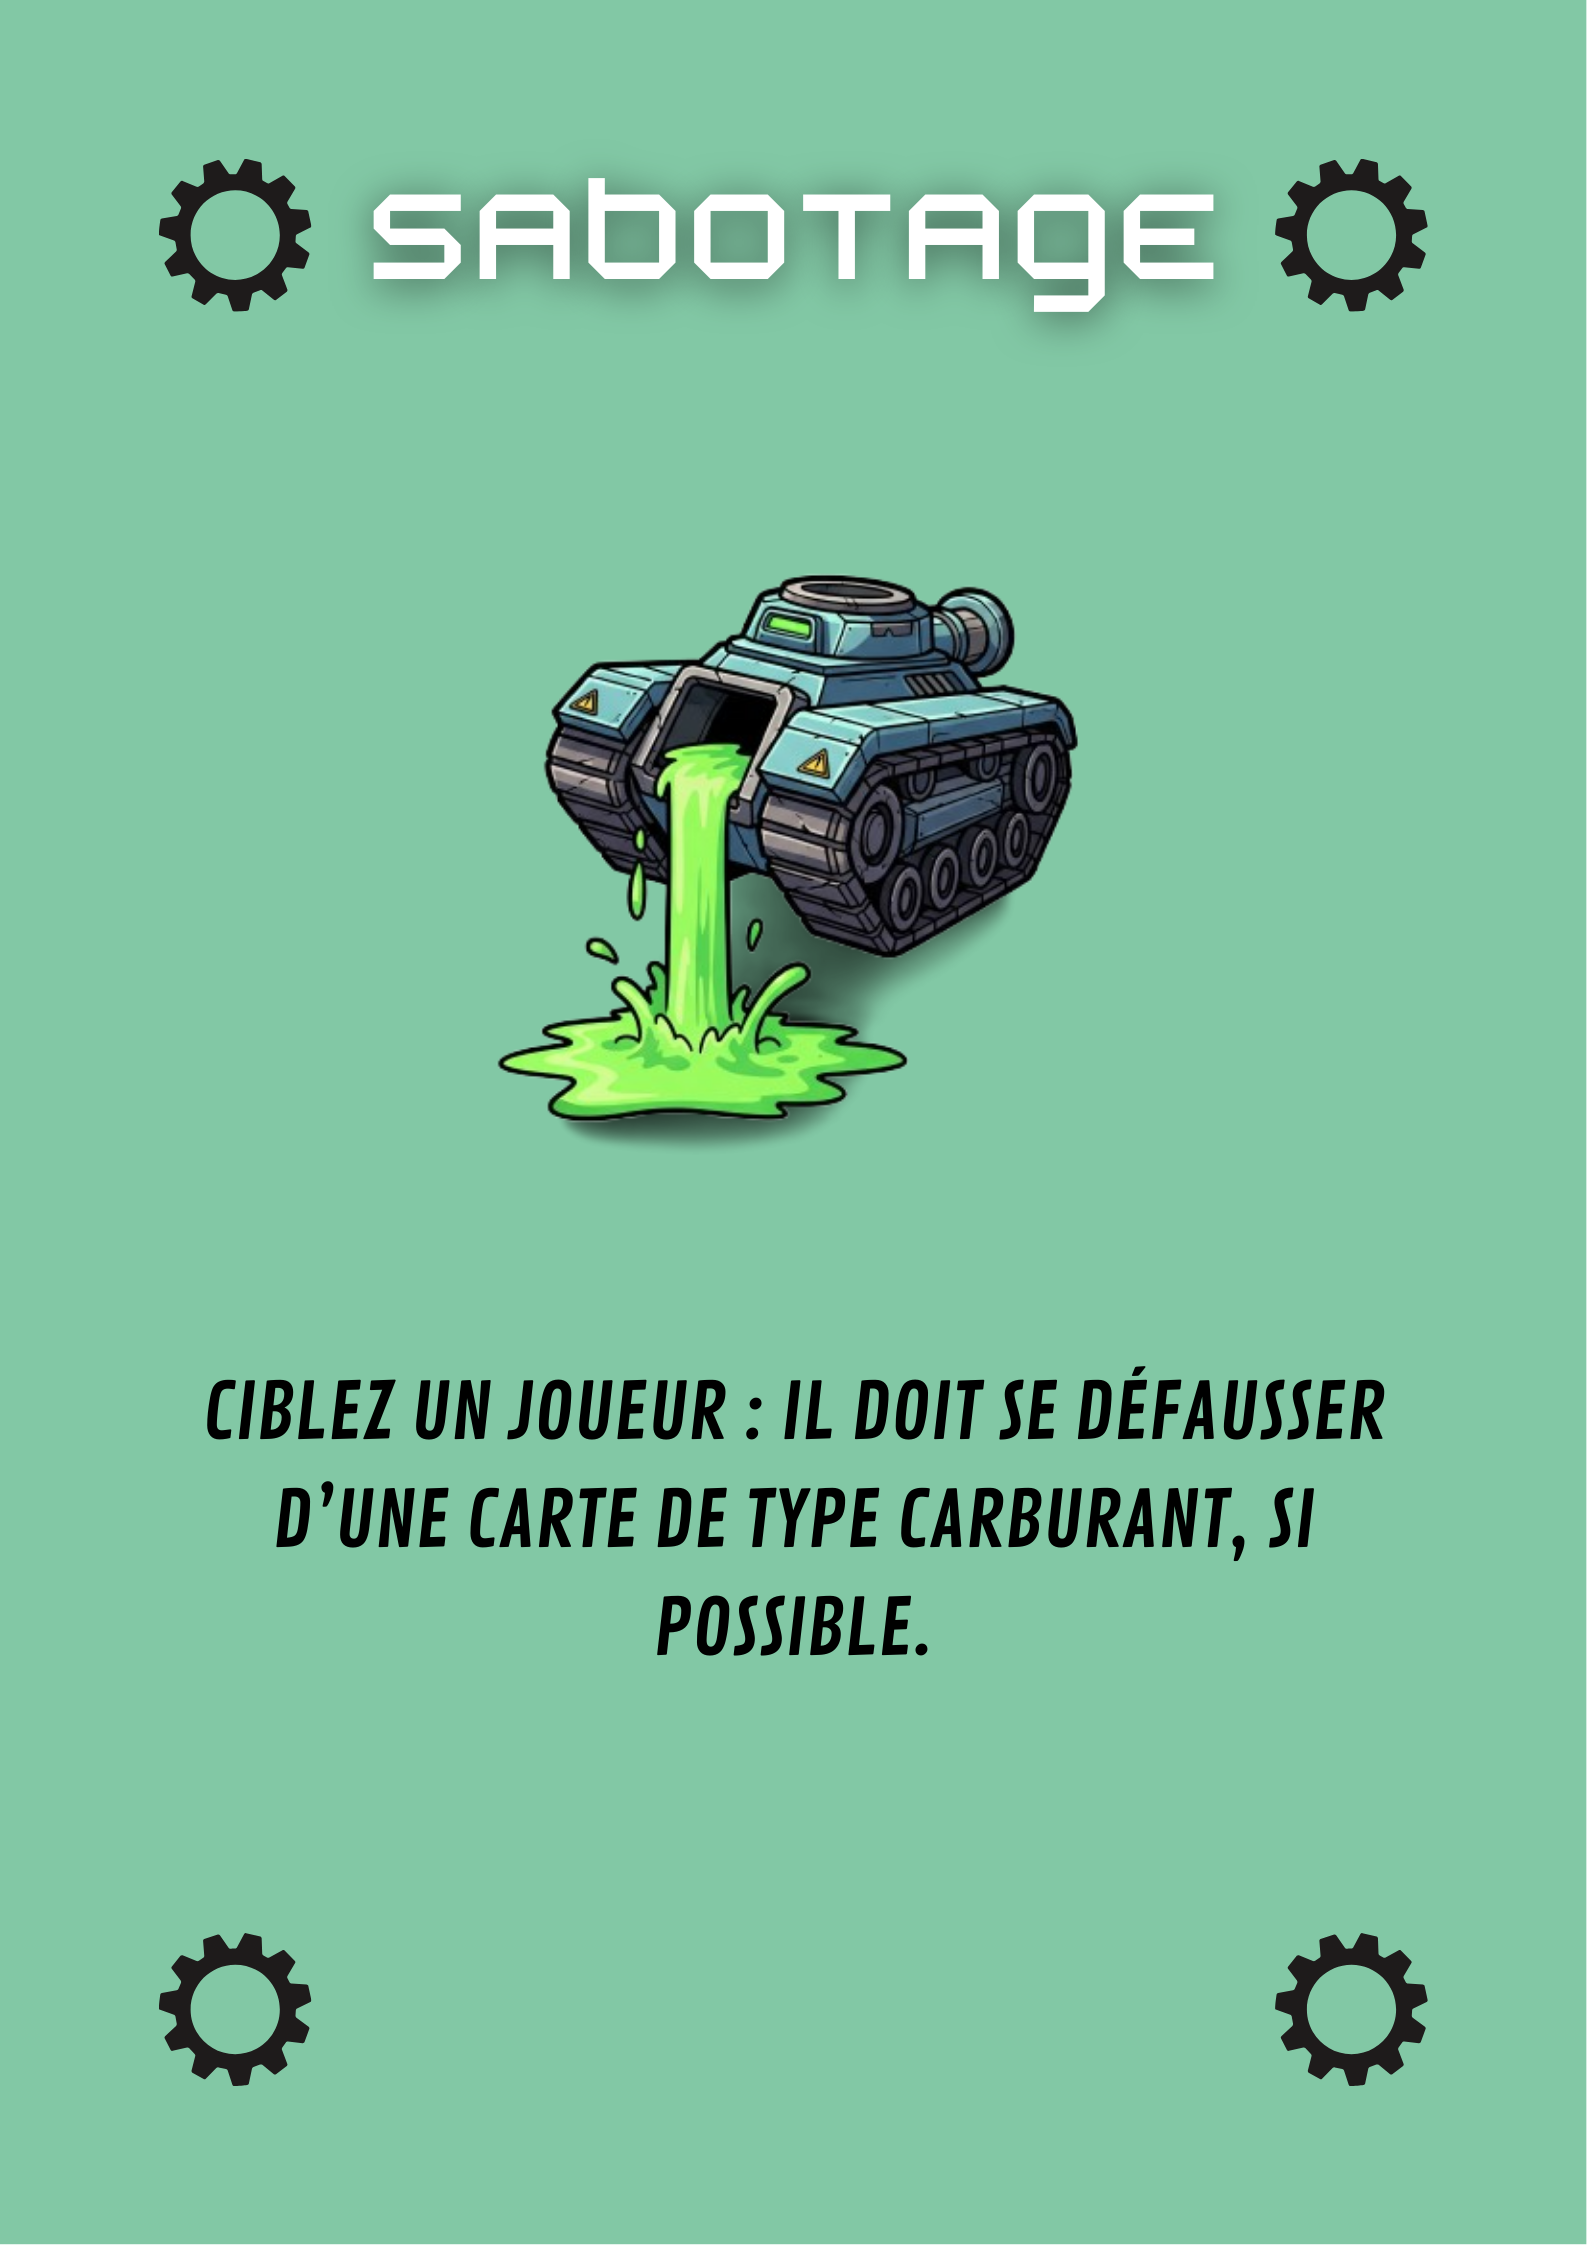 SAbOTAgE
CIBLEZ UN JOUEUR : IL DOIT SE DÉFAUSSER
D’UNE CARTE DE TYPE CARBURANT, SI
POSSIBLE.